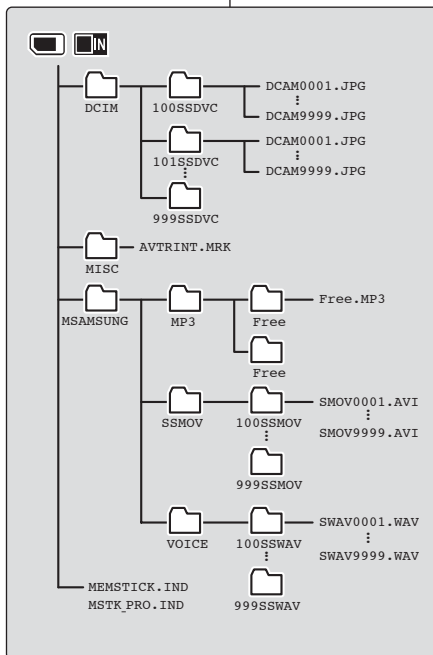 IN
DCIM
100SSDVC
DCAM0001.JPG
DCAM9999.JPG
101SSDVC
DCAM0001.JPG
DCAM9999.JPG
999SSDVC
MISC
AVTRINT.MRK
MSAMSUNG
MP3
Free
Free.MP3
Free
SSMOV
100SSMOV
SMOV0001.AVI
SMOV9999.AVI
999SSMOV
VOICE
100SSWAV
SWAV0001.WAV
SWAV9999.WAV
999SSWAV
MEMSTICK.IND
MSTK_PRO.IND